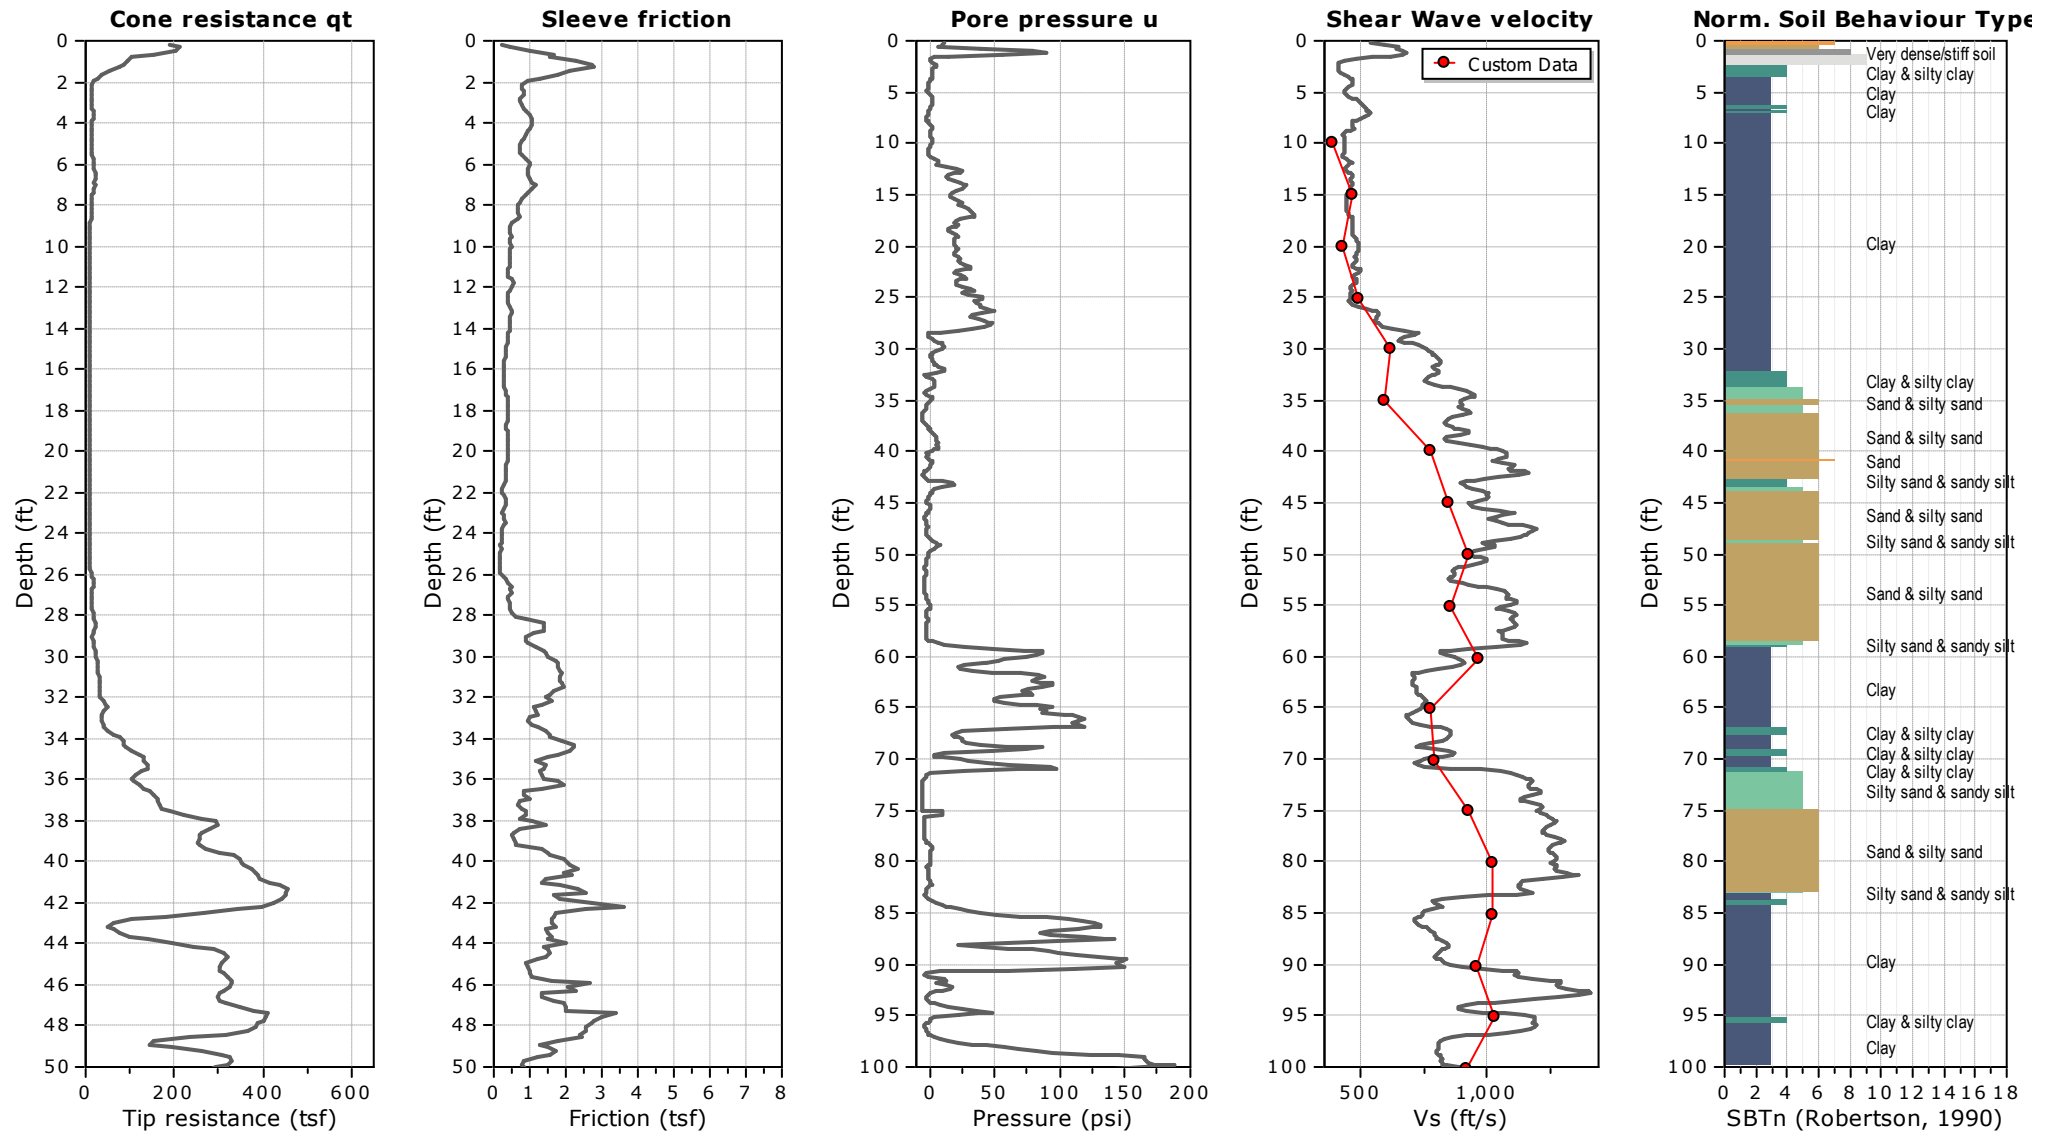 Cone resistance qt
0
2
4
6
8
10
12
14
16
18
20
22
24
26
28
30
32
34
36
38
40
42
44
46
48
50
Depth (ft)
0 200 400 600
Tip resistance (tsf)
Sleeve friction
0
2
4
6
8
10
12
14
16
18
20
22
24
26
28
30
32
34
36
38
40
42
44
46
48
50
Depth (ft)
0 1 2 3 4 5 6 7 8
Friction (tsf)
Pore pressure u
0
5
10
15
20
25
30
35
40
45
50
55
60
65
70
75
80
85
90
95
100
Depth (ft)
0 50 100 150 200
Pressure (psi)
Shear Wave velocity
Custom Data
0
5
10
15
20
25
30
35
40
45
50
55
60
65
70
75
80
85
90
95
100
Depth (ft)
500 1,000
Vs (ft/s)
Norm. Soil Behaviour Type
0
5
10
15
20
25
30
35
40
45
50
55
60
65
70
75
80
85
90
95
100
Depth (ft)
Very dense/stiff soil
Clay & silty clay
Clay
Clay
Clay
Clay & silty clay
Sand & silty sand
Sand & silty sand
Sand
Silty sand & sandy silt
Sand & silty sand
Silty sand & sandy silt
Sand & silty sand
Silty sand & sandy silt
Clay
Clay & silty clay
Clay & silty clay
Clay & silty clay
Silty sand & sandy silt
Sand & silty sand
Silty sand & sandy silt
Clay
Clay & silty clay
Clay
0 2 4 6 8 10 12 14 16 18
SBTn (Robertson, 1990)